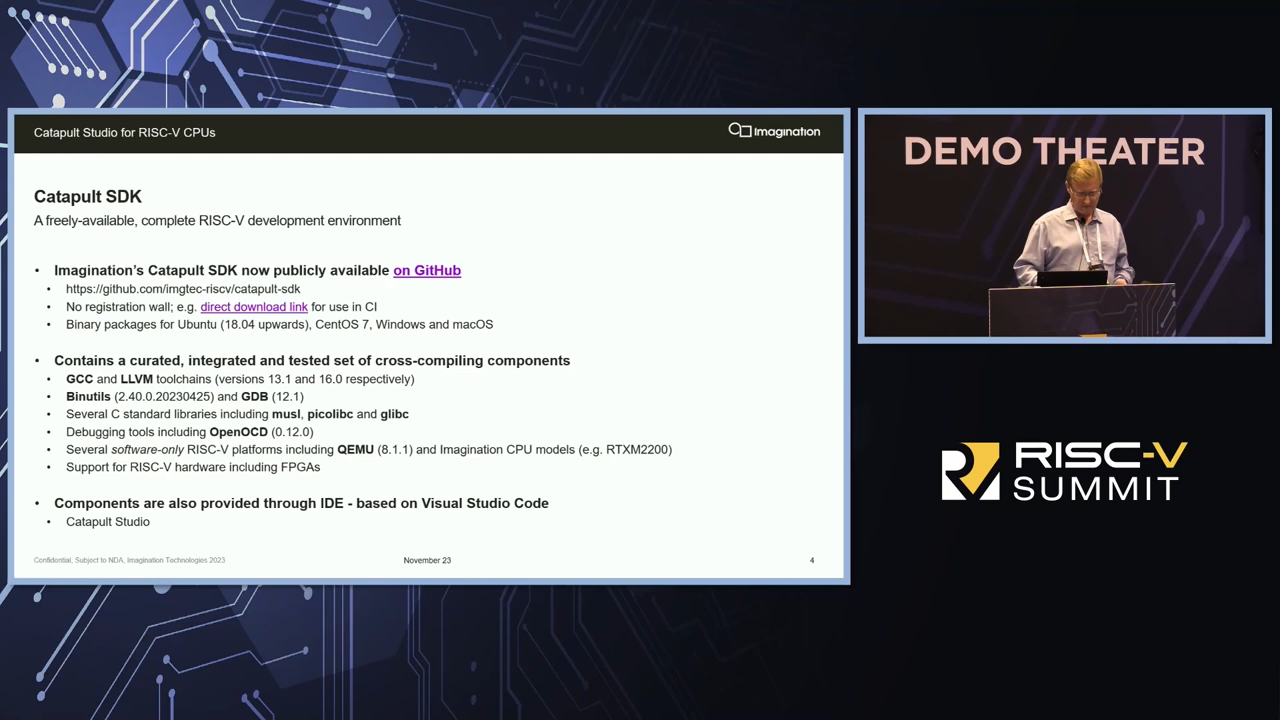 Catapult Studio for RISC-V CPUs
Imagination
Catapult SDK
A freely-available, complete RISC-V development environment
• Imagination’s Catapult SDK now publicly available on GitHub
• https://github.com/imgtec-riscv/catapult-sdk
• No registration wall; e.g. direct download link for use in CI
• Binary packages for Ubuntu (18.04 upwards), CentOS 7, Windows and macOS
• Contains a curated, integrated and tested set of cross-compiling components
• GCC and LLVM toolchains (versions 13.1 and 16.0 respectively)
• Binutils (2.40.0.20230425) and GDB (12.1)
• Several C standard libraries including musl, picolibc and glibc
• Debugging tools including OpenOCD (0.12.0)
• Several software-only RISC-V platforms including QEMU (8.1.1) and Imagination CPU models (e.g. RTXM2200)
• Support for RISC-V hardware including FPGAs
• Components are also provided through IDE - based on Visual Studio Code
• Catapult Studio
Confidential, Subject to NDA, Imagination Technologies 2023
November 23
4
DEMO THEATER
RISC-V
SUMMIT